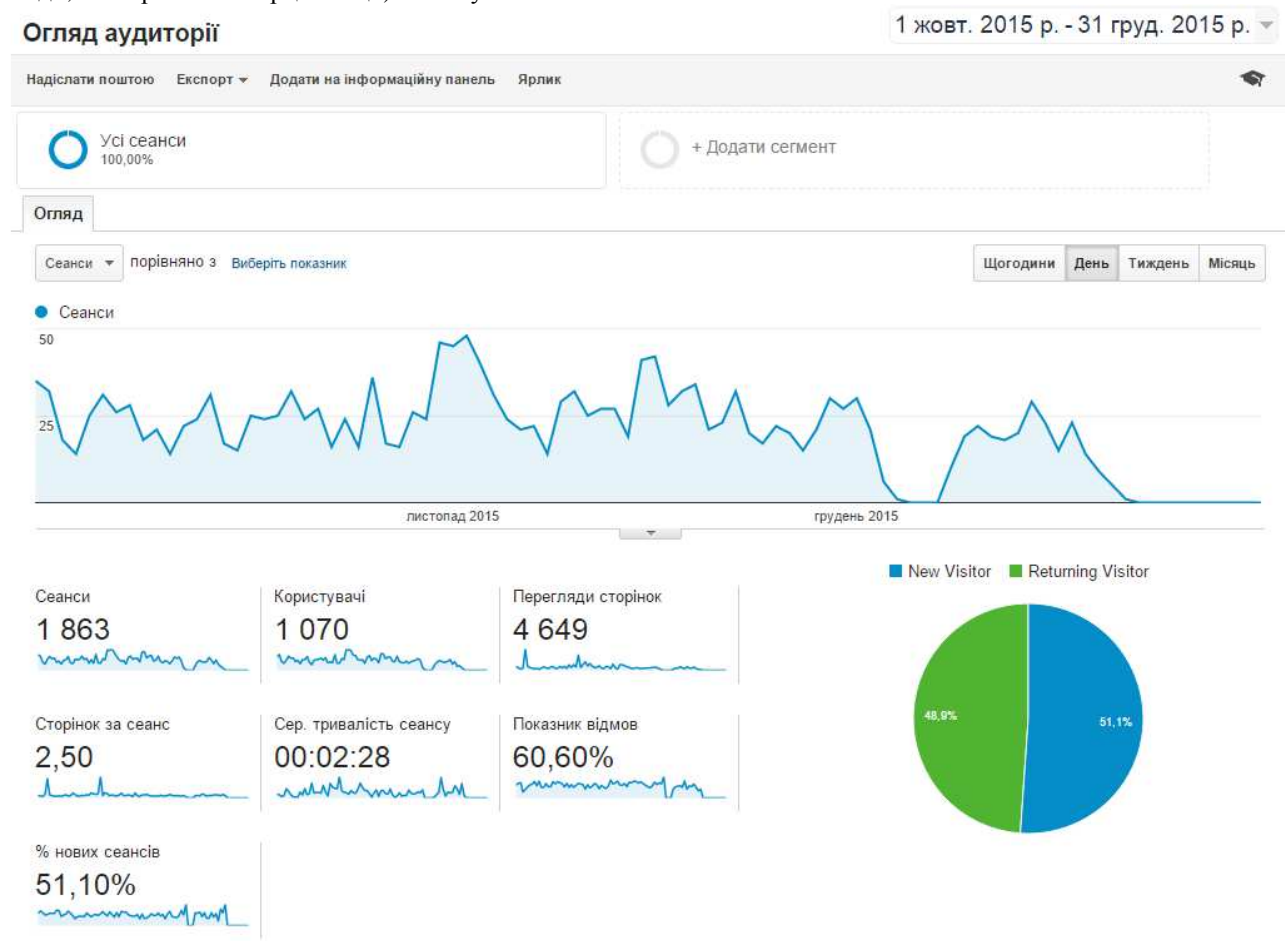 Огляд аудиторії
1 жовт. 2015 р. - 31 груд. 2015 р.
Надіслати поштою Експорт Додати на інформаційну панель Ярлик
Усі сеанси
100,00%
+ Додати сегмент
Огляд
Сеанси порівняно з Виберіть показник
Щогодини День Тиждень Місяць
Сеанси
50
25
листопад 2015 грудень 2015
New Visitor Returning Visitor
Сеанси Користувачі Перегляди сторінок
1 863 1 070 4 649
48,9% 51,1%
Сторінок за сеанс Сер. тривалість сеансу Показник відмов
2,50 00:02:28 60,60%
% нових сеансів
51,10%